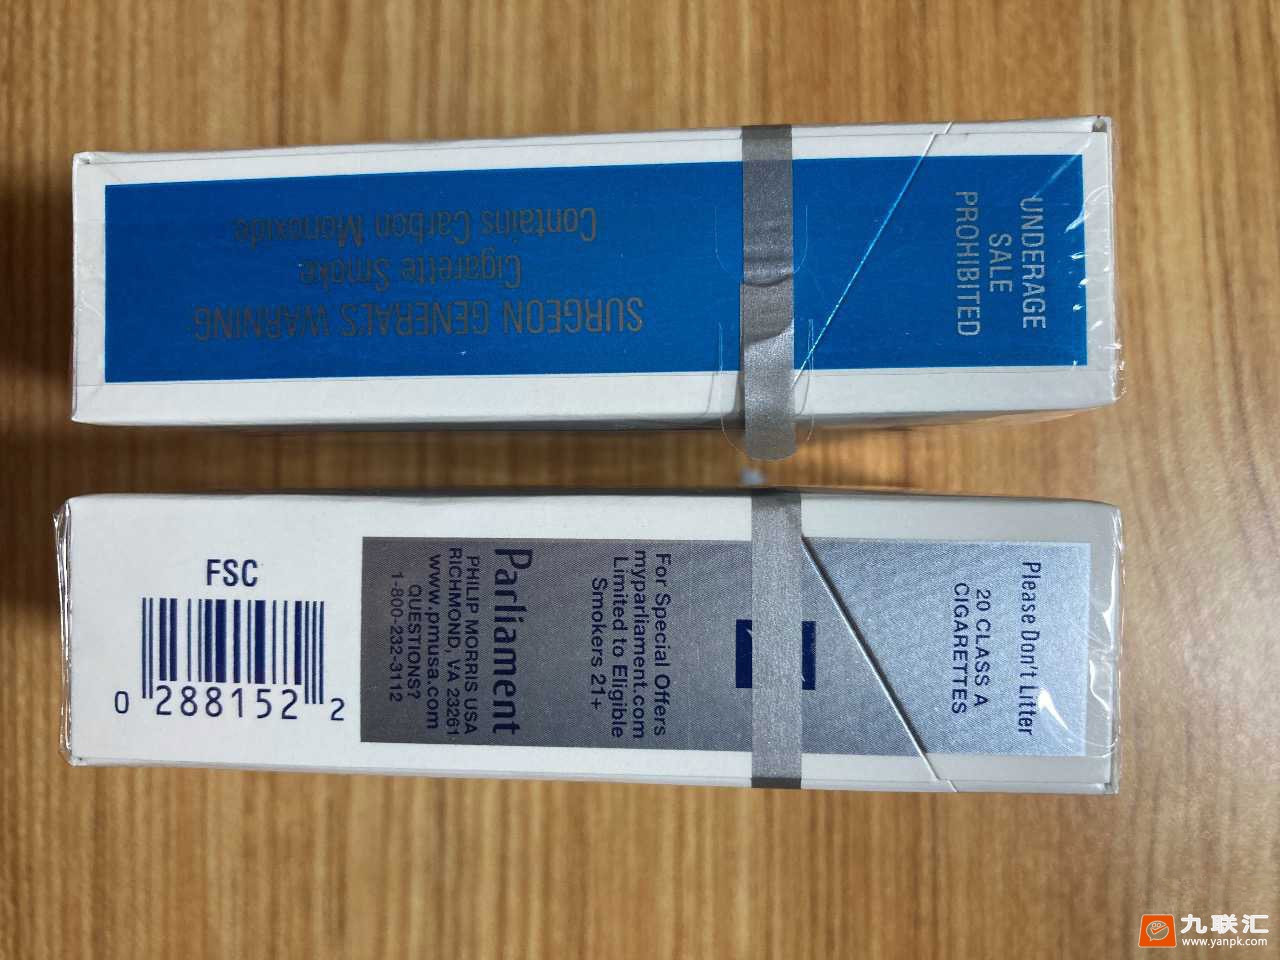 SURGEON GENERAL'S WARNING
Cigarette Smoke
Contains Carbon Monoxide
UNDERAGE
SALE
PROHIBITED
FSC
0 288152 2
Parliament
PHILIP MORRIS USA
RICHMOND, VA 23261
www.pmusa.com
QUESTIONS?
1-800-232-3112
For Special Offers
myparliament.com
Limited to Eligible
Smokers 21+
Please Don't Litter
20 CLASS A
CIGARETTES
九联汇
www.yanpk.com